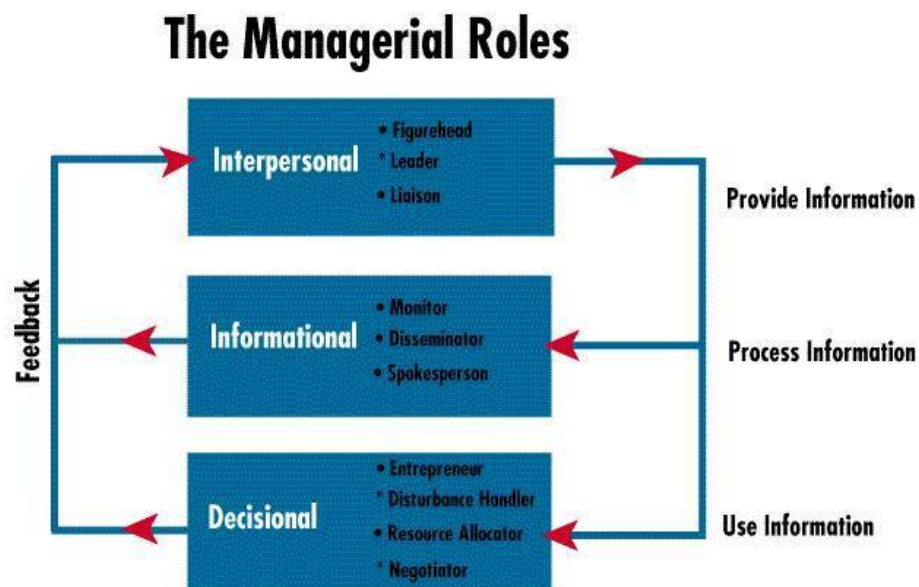 The Managerial Roles
Interpersonal
• Figurehead
* Leader
• Liaison
Provide Information
Feedback
Informational
• Monitor
• Disseminator
• Spokesperson
Process Information
Decisional
• Entrepreneur
* Disturbance Handler
• Resource Allocator
* Negotiator
Use Information